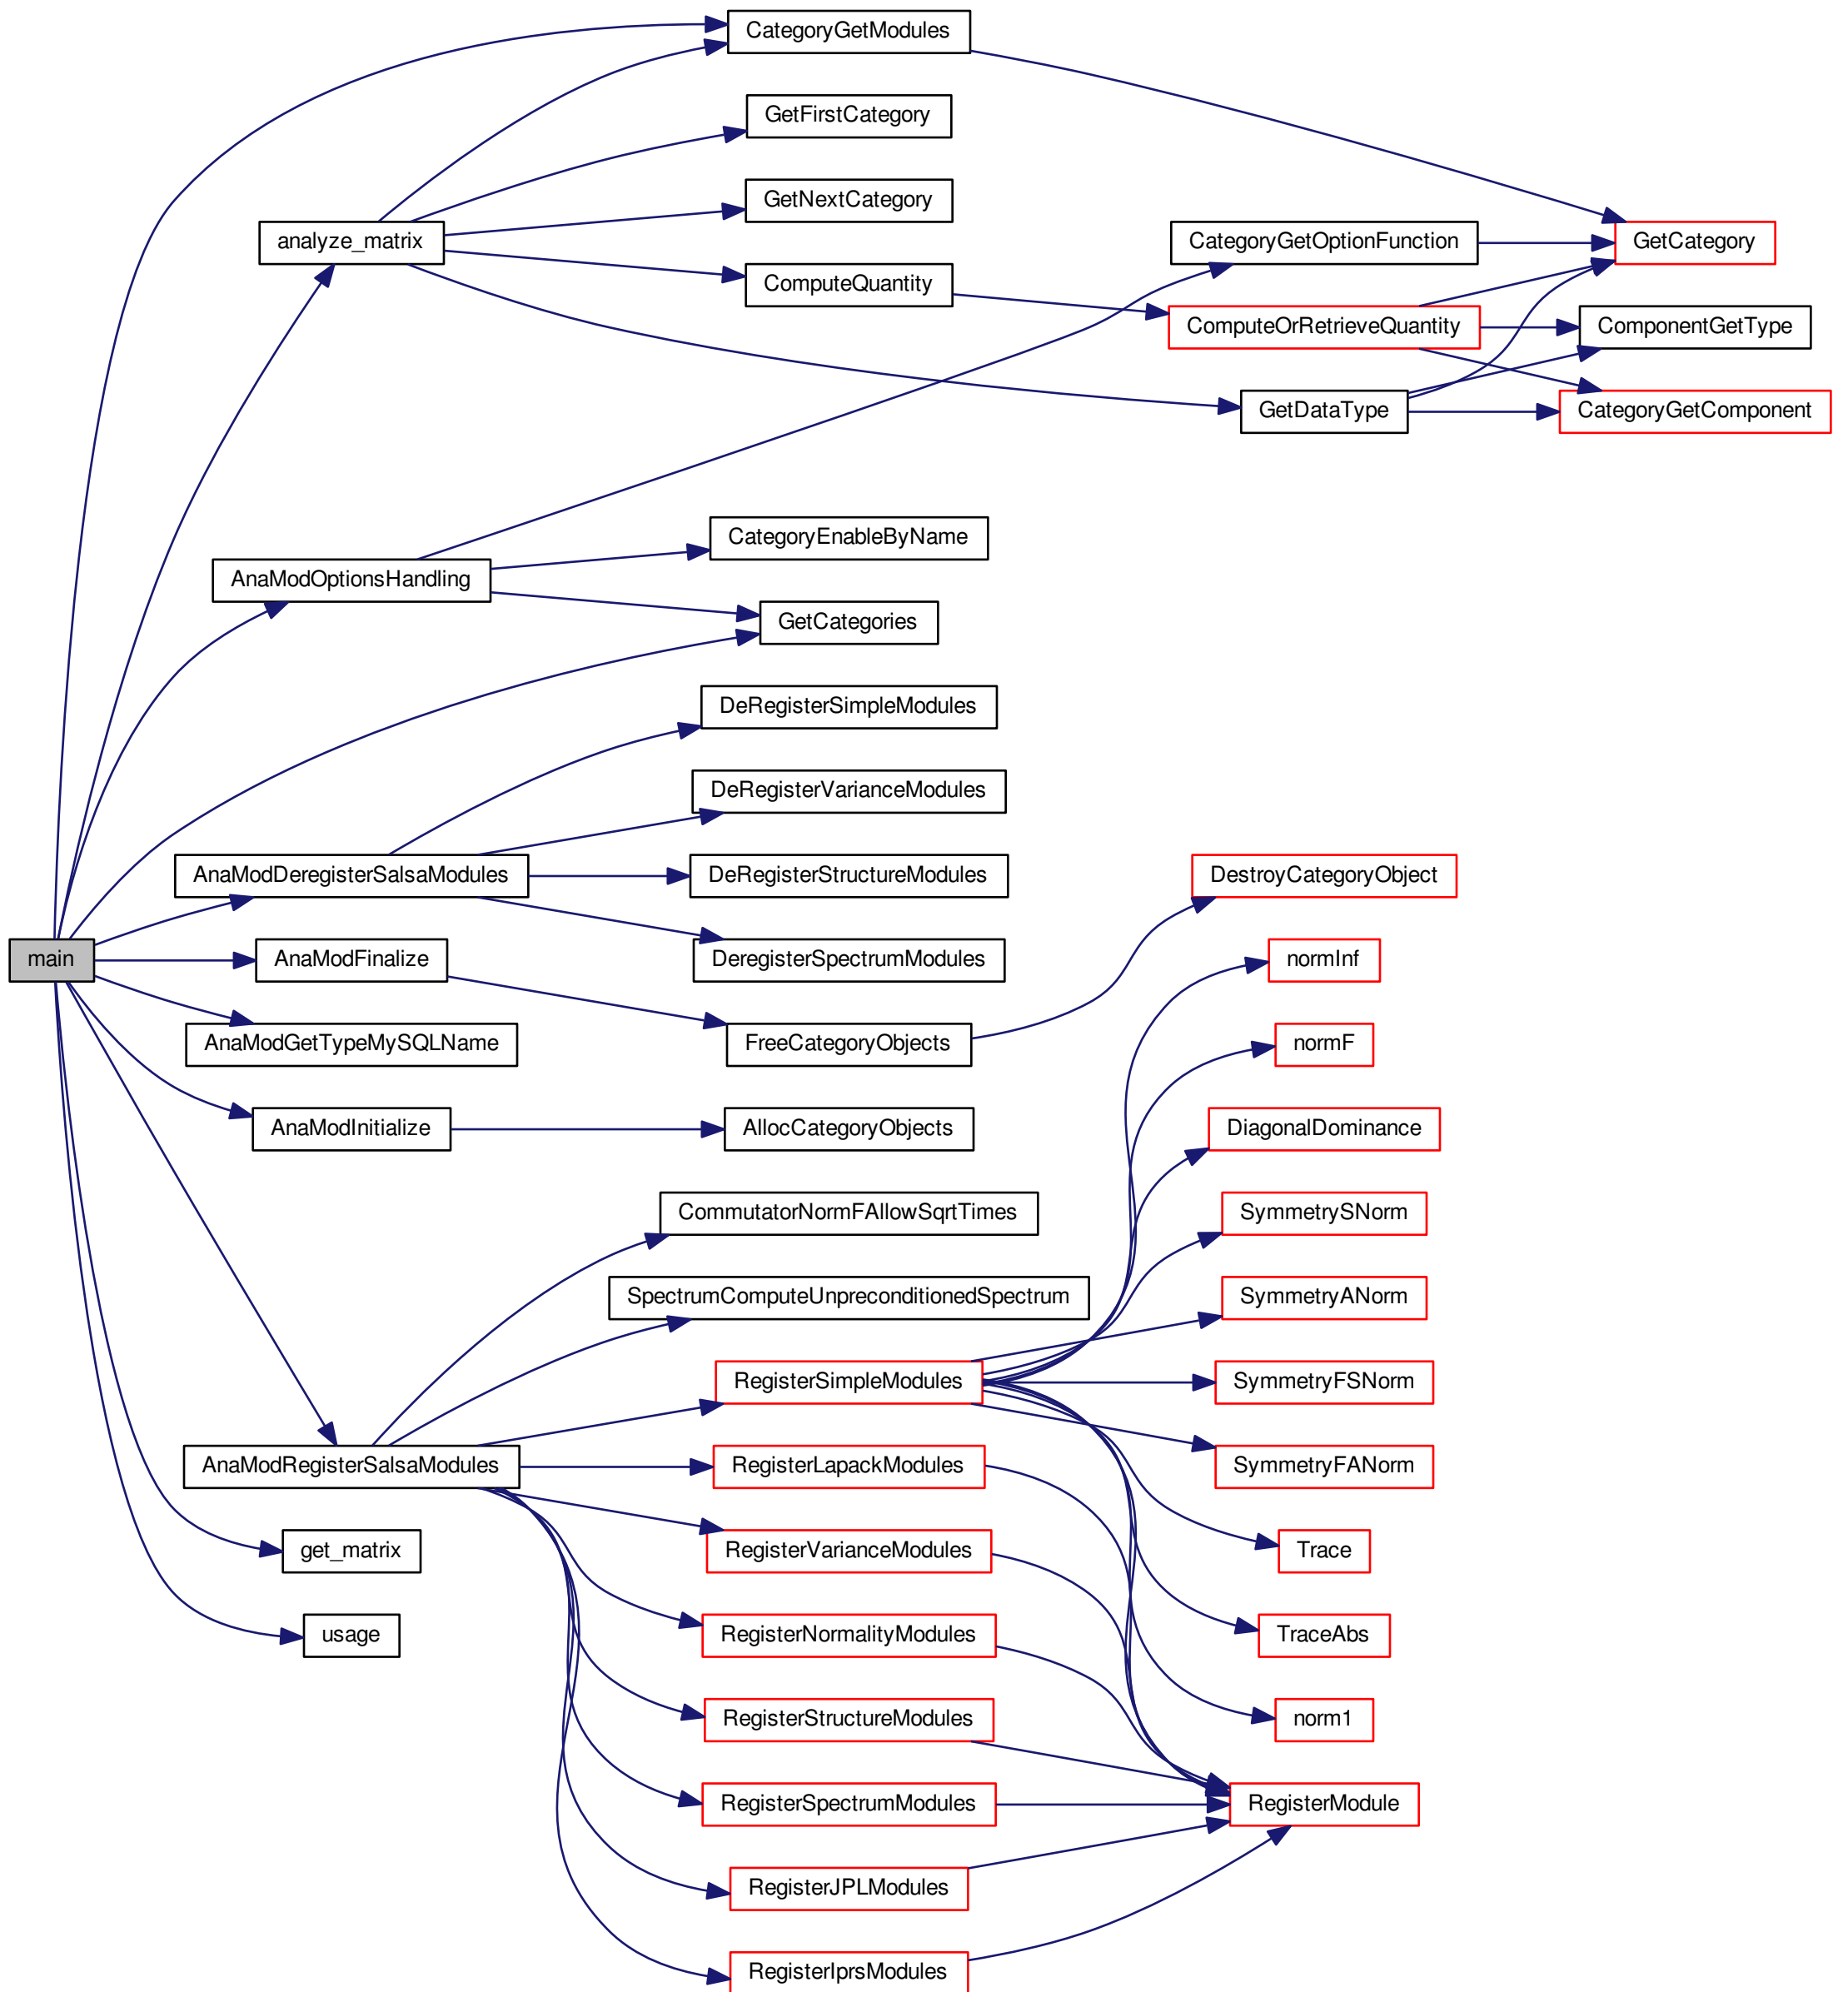 CategoryGetModules
GetFirstCategory
GetNextCategory
analyze_matrix
CategoryGetOptionFunction
GetCategory
ComputeQuantity
ComputeOrRetrieveQuantity
ComponentGetType
GetDataType
CategoryGetComponent
CategoryEnableByName
AnaModOptionsHandling
GetCategories
DeRegisterSimpleModules
DeRegisterVarianceModules
AnaModDeregisterSalsaModules
DeRegisterStructureModules
DestroyCategoryObject
main
AnaModFinalize
DeregisterSpectrumModules
normInf
AnaModGetTypeMySQLName
FreeCategoryObjects
normF
AnaModInitialize
AllocCategoryObjects
DiagonalDominance
CommutatorNormFAllowSqrtTimes
SymmetrySNorm
SpectrumComputeUnpreconditionedSpectrum
SymmetryANorm
RegisterSimpleModules
SymmetryFSNorm
AnaModRegisterSalsaModules
RegisterLapackModules
SymmetryFANorm
get_matrix
RegisterVarianceModules
Trace
usage
RegisterNormalityModules
TraceAbs
RegisterStructureModules
norm1
RegisterSpectrumModules
RegisterModule
RegisterJPLModules
RegisterIprsModules